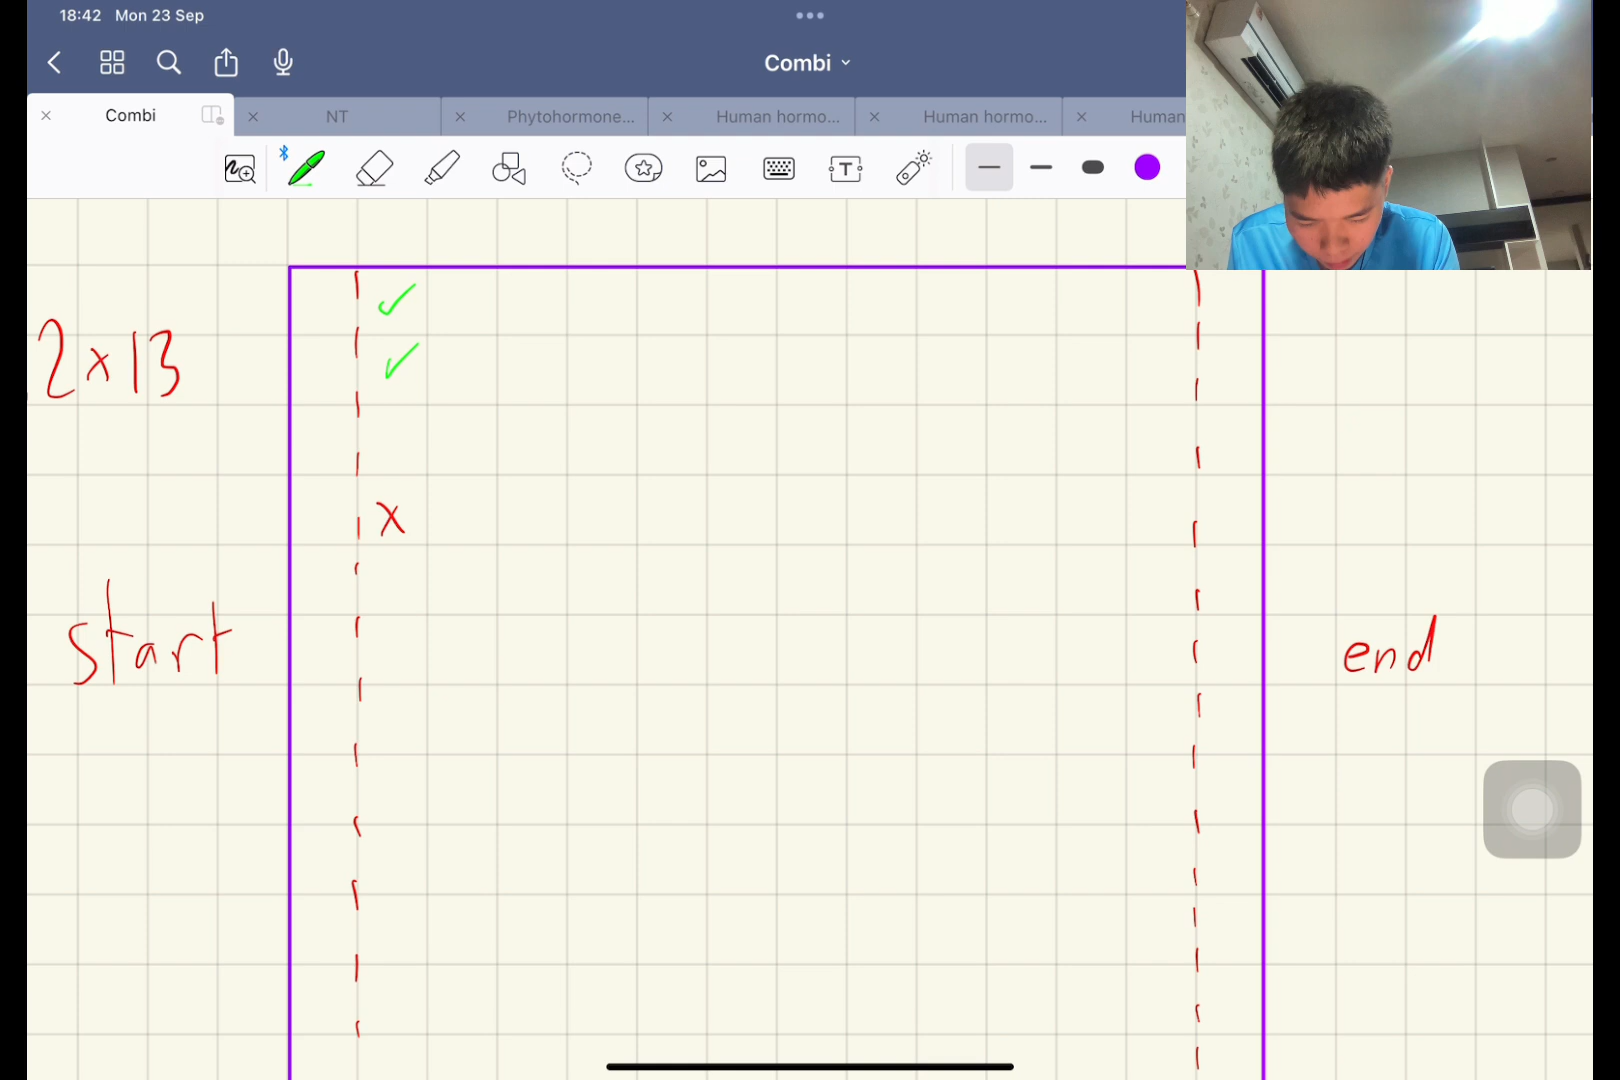 18:42 Mon 23 Sep
Combi
Combi
NT
Phytohormone...
Human hormo...
Human hormo...
Human
T
2x13
x
start
end